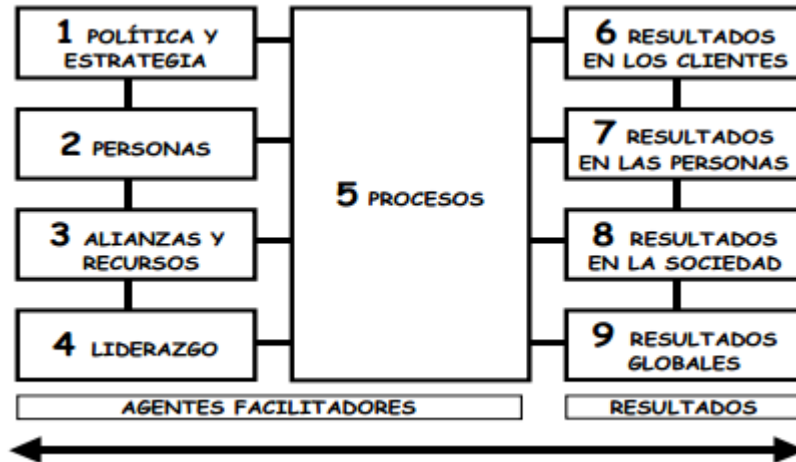 1 POLÍTICA Y
ESTRATEGIA
2 PERSONAS
3 ALIANZAS Y
RECURSOS
4 LIDERAZGO
5 PROCESOS
6 RESULTADOS
EN LOS CLIENTES
7 RESULTADOS
EN LAS PERSONAS
8 RESULTADOS
EN LA SOCIEDAD
9 RESULTADOS
GLOBALES
AGENTES FACILITADORES
RESULTADOS